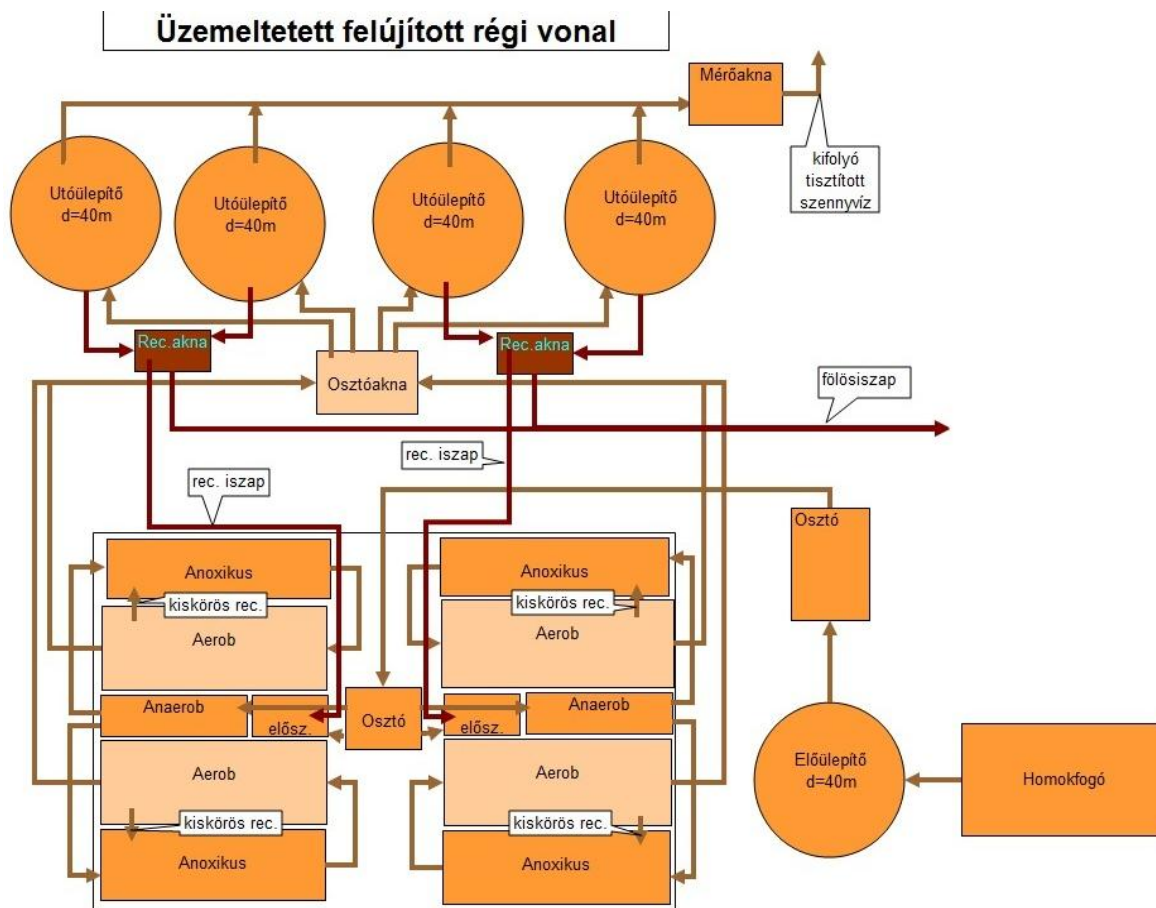 Üzemeltetett felújított régi vonal
Mérőakna
kifolyó
tisztított
szennyvíz
Utóülepítő
d=40m
Utóülepítő
d=40m
Utóülepítő
d=40m
Utóülepítő
d=40m
Rec.akna
Rec.akna
Osztóakna
fölösiszap
rec. iszap
rec. iszap
Osztó
Anoxikus
kiskörös rec.
Aerob
Anoxikus
kiskörös rec.
Aerob
Anaerob
elősz.
Osztó
elősz.
Anaerob
Aerob
kiskörös rec.
Anoxikus
Aerob
kiskörös rec.
Anoxikus
Előülepítő
d=40m
Homokfogó